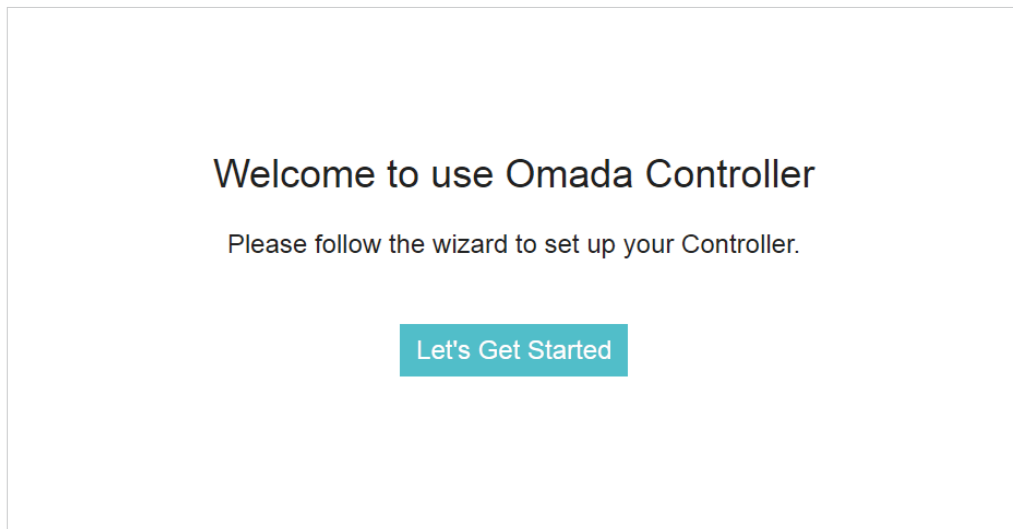 Welcome to use Omada Controller
Please follow the wizard to set up your Controller.
Let's Get Started